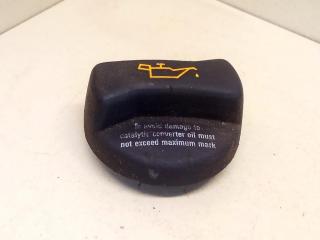 To avoid damage to
catalytic converter oil must
not exceed maximum mark